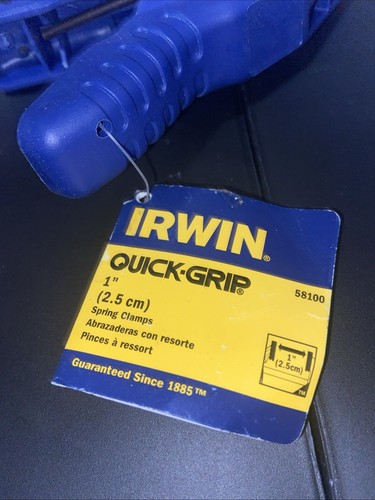 IRWIN®
QUICK-GRIP®
1"
(2.5 cm)
58100
Spring Clamps
Abrazaderas con resorte
Pinces à ressort
1"
(2.5cm)
TM
Guaranteed Since 1885™